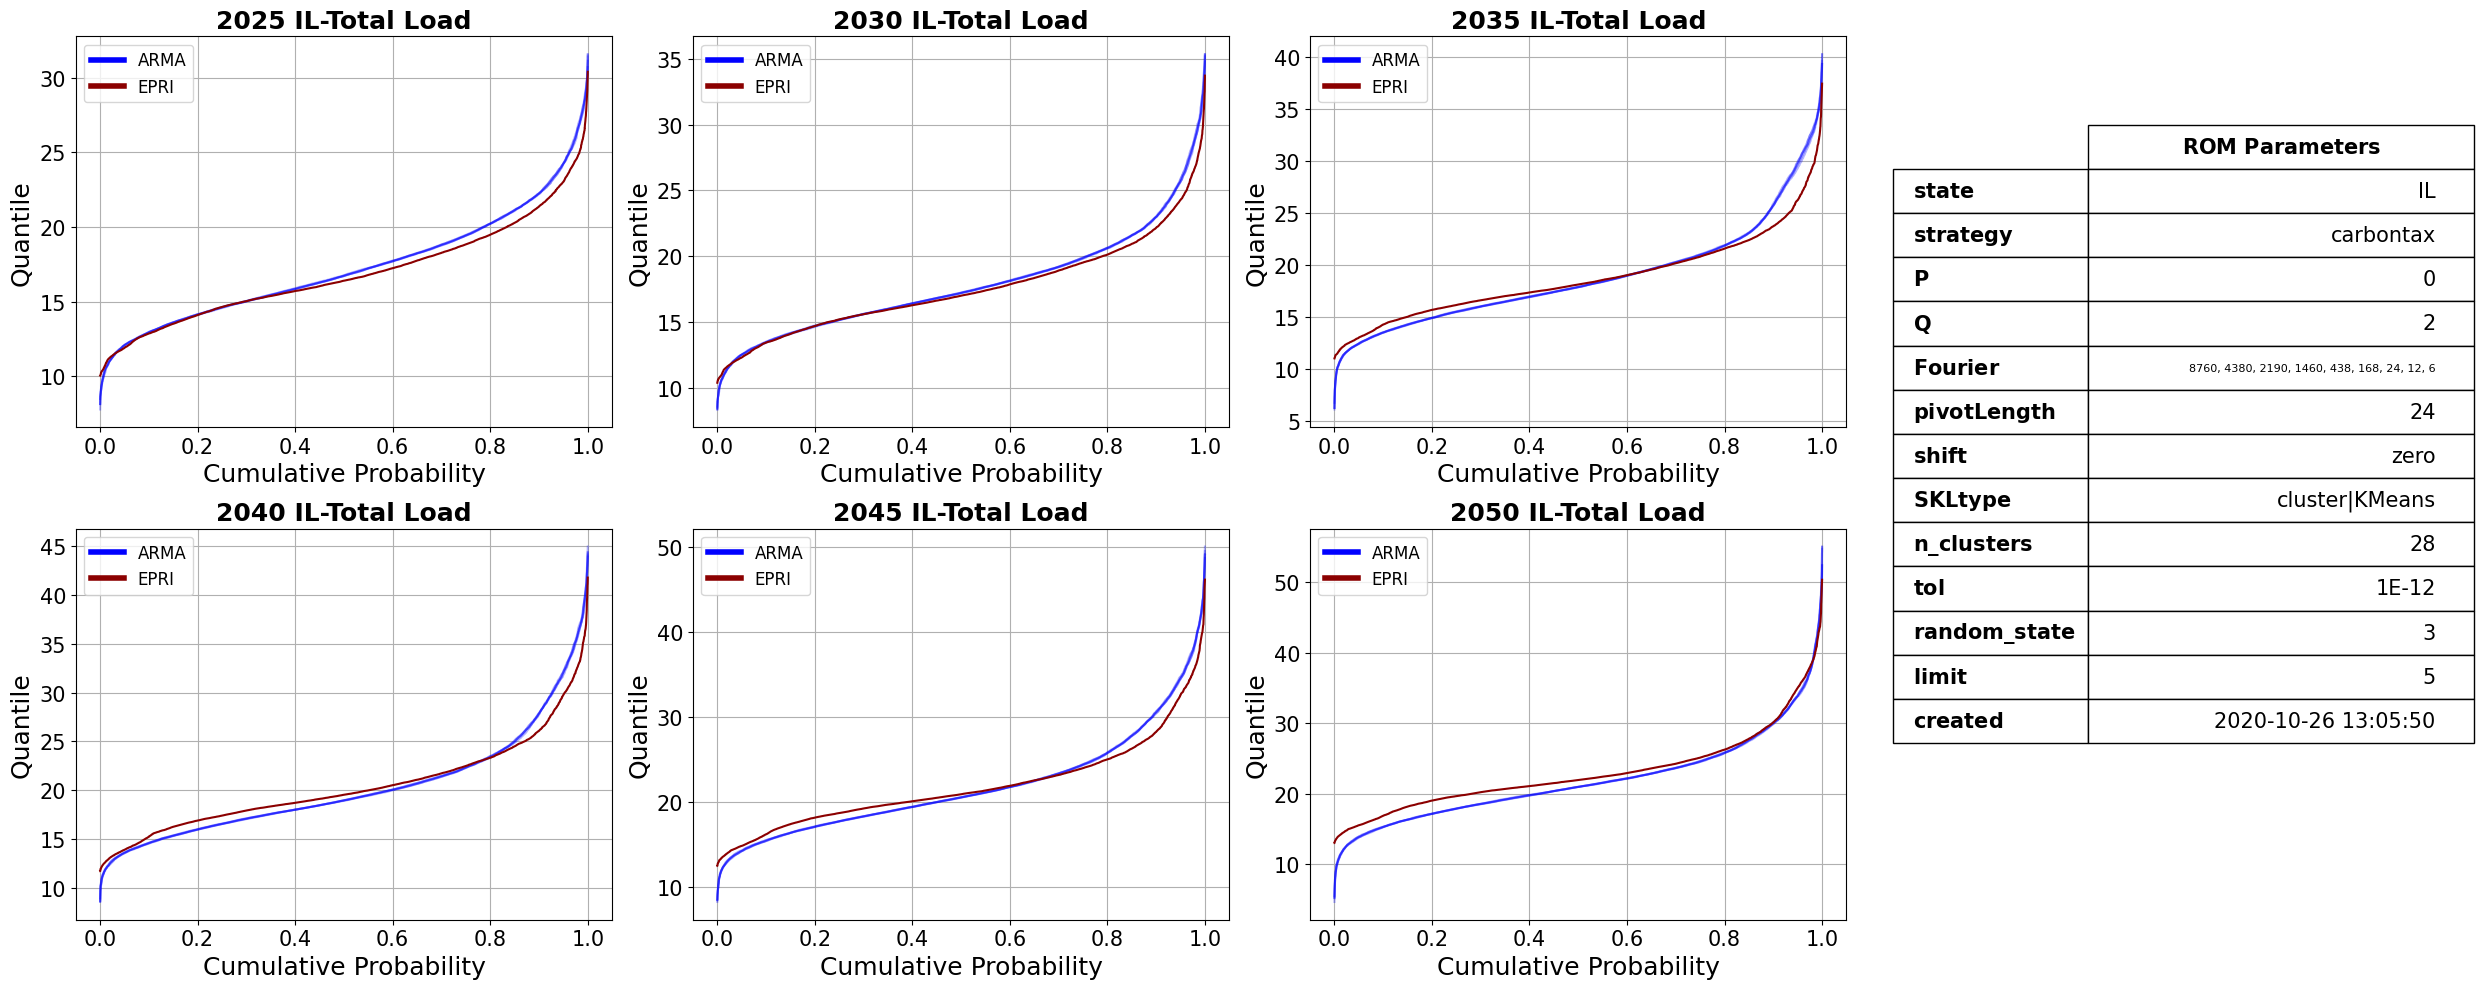 2025 IL-Total Load
ARMA
EPRI
30
25
20
15
10
Quantile
0.0 0.2 0.4 0.6 0.8 1.0
Cumulative Probability
2030 IL-Total Load
ARMA
EPRI
35
30
25
20
15
10
Quantile
0.0 0.2 0.4 0.6 0.8 1.0
Cumulative Probability
2035 IL-Total Load
ARMA
EPRI
40
35
30
25
20
15
10
5
Quantile
0.0 0.2 0.4 0.6 0.8 1.0
Cumulative Probability
2040 IL-Total Load
ARMA
EPRI
45
40
35
30
25
20
15
10
Quantile
0.0 0.2 0.4 0.6 0.8 1.0
Cumulative Probability
2045 IL-Total Load
ARMA
EPRI
50
40
30
20
10
Quantile
0.0 0.2 0.4 0.6 0.8 1.0
Cumulative Probability
2050 IL-Total Load
ARMA
EPRI
50
40
30
20
10
Quantile
0.0 0.2 0.4 0.6 0.8 1.0
Cumulative Probability
ROM Parameters
state IL
strategy carbontax
P 0
Q 2
Fourier 8760, 4380, 2190, 1460, 438, 168, 24, 12, 6
pivotLength 24
shift zero
SKLtype cluster|KMeans
n_clusters 28
tol 1E-12
random_state 3
limit 5
created 2020-10-26 13:05:50